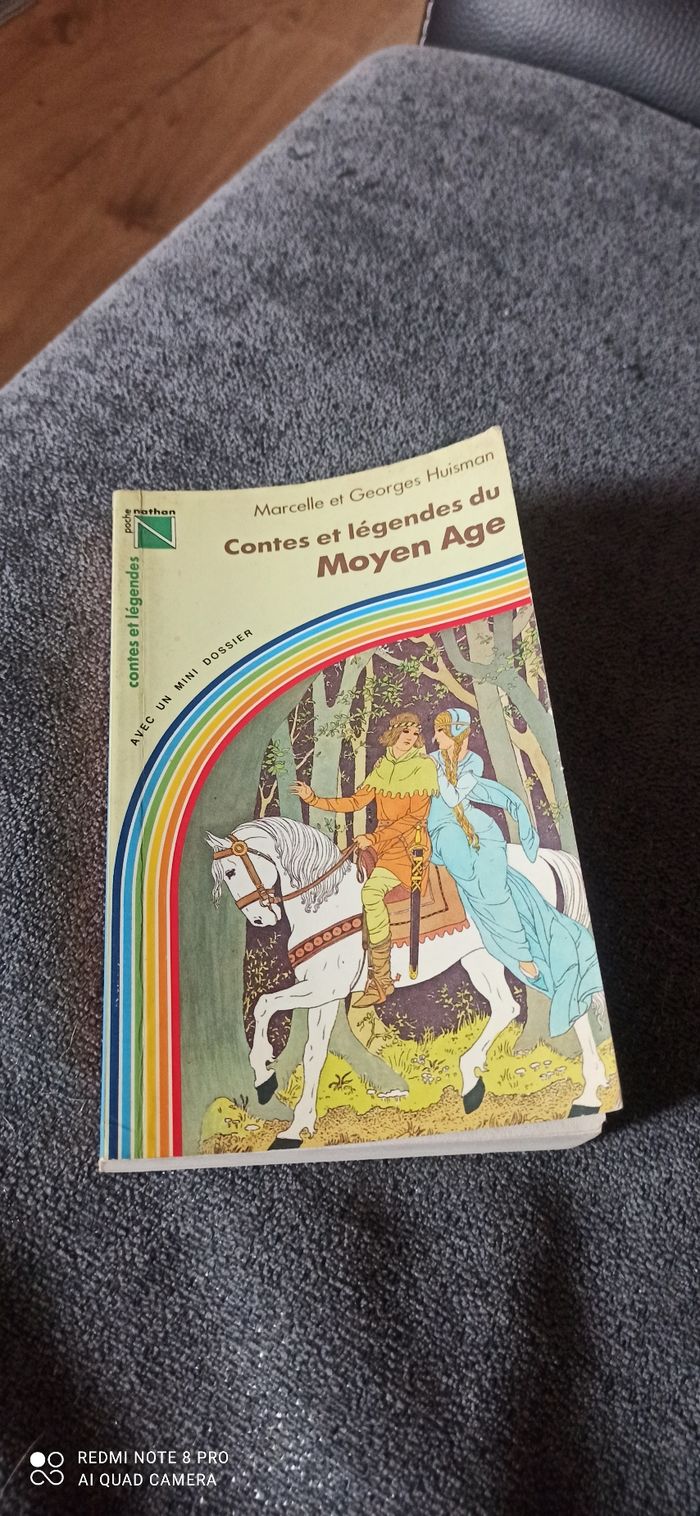 Marcelle et Georges Huisman
Contes et légendes du
Moyen Age
poche nathan
contes et légendes
AVEC UN MINI DOSSIER
REDMI NOTE 8 PRO
AI QUAD CAMERA